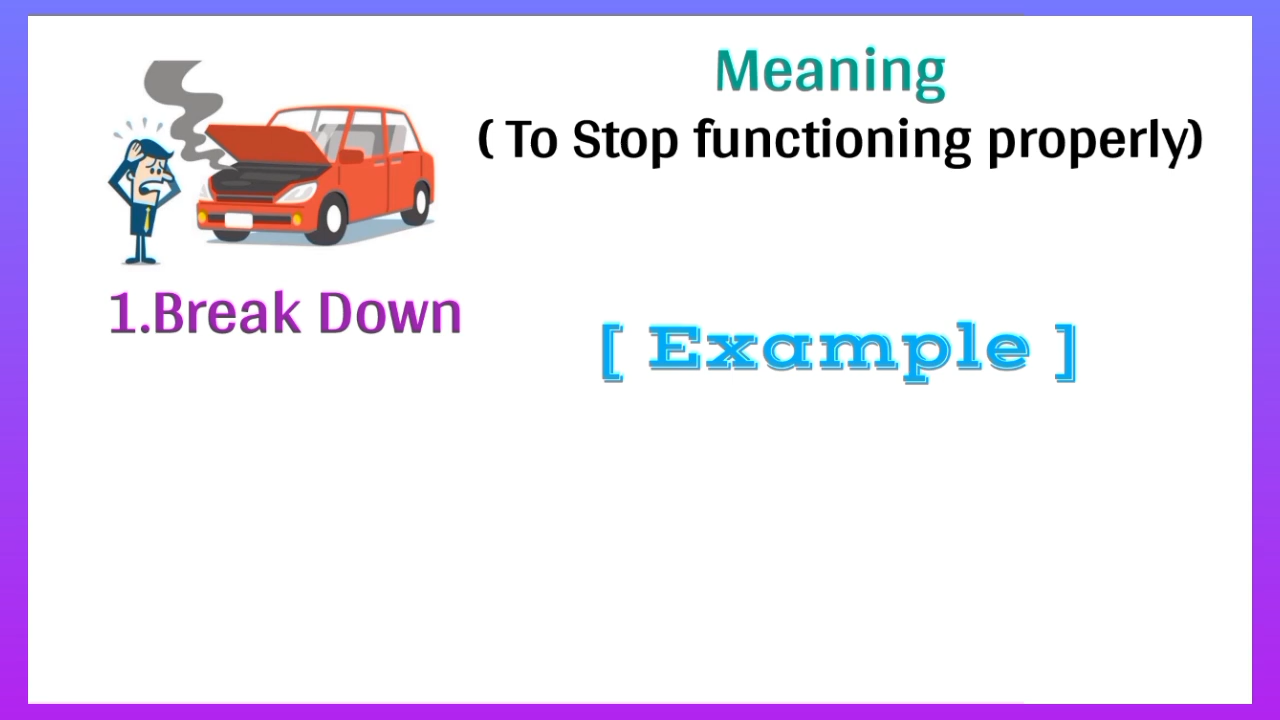 Meaning
( To Stop functioning properly)
1.Break Down
[ Example ]